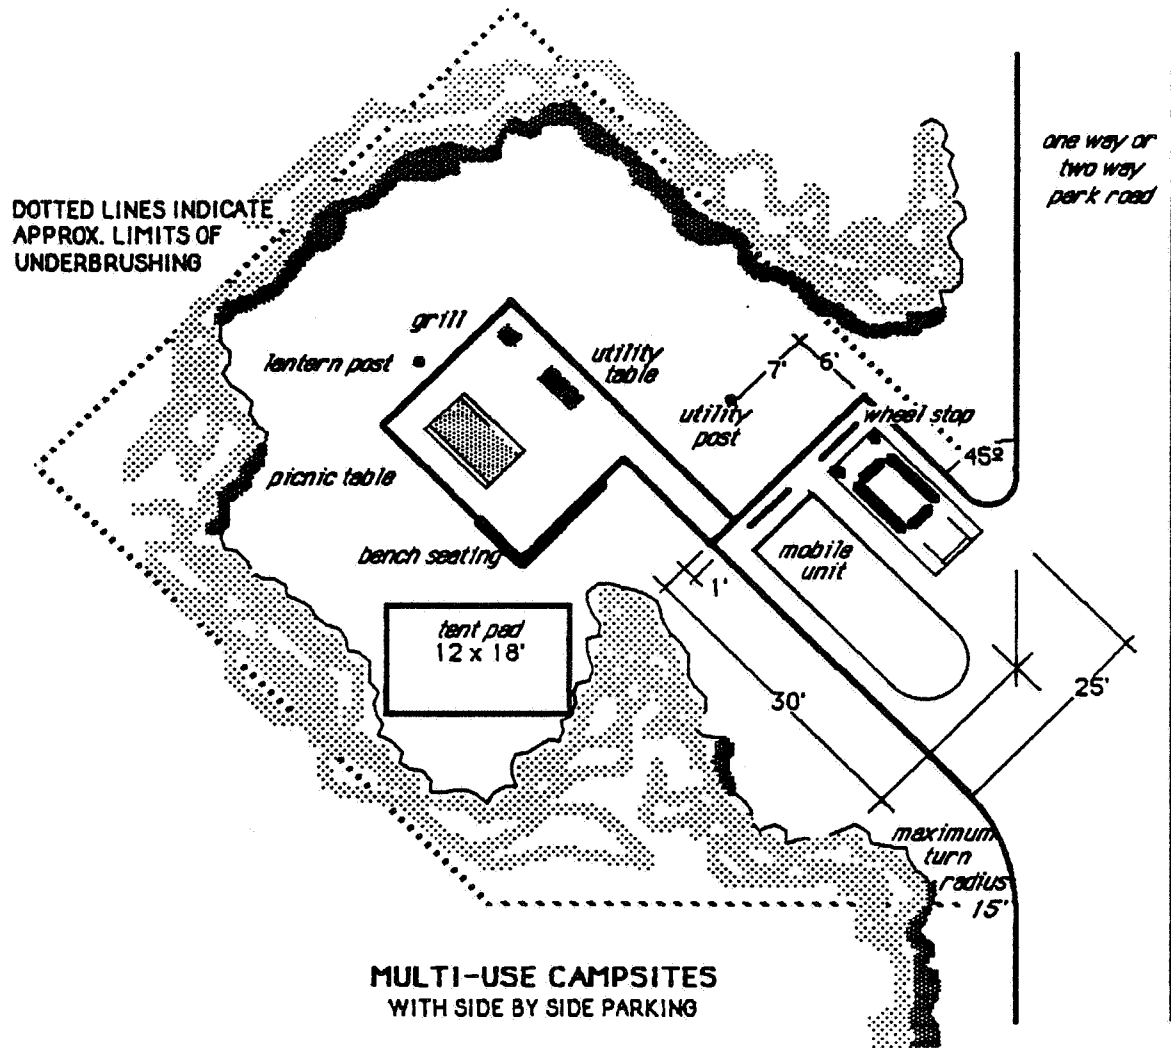 one way or
two way
park road
DOTTED LINES INDICATE
APPROX. LIMITS OF
UNDERBRUSHING
grill
lantern post
utility
table
7'
6'
utility
post
wheel stop
45º
picnic table
bench seating
mobile
unit
1'
tent pad
12 x 18'
30'
25'
maximum
turn
radius
15'
MULTI-USE CAMPSITES
WITH SIDE BY SIDE PARKING